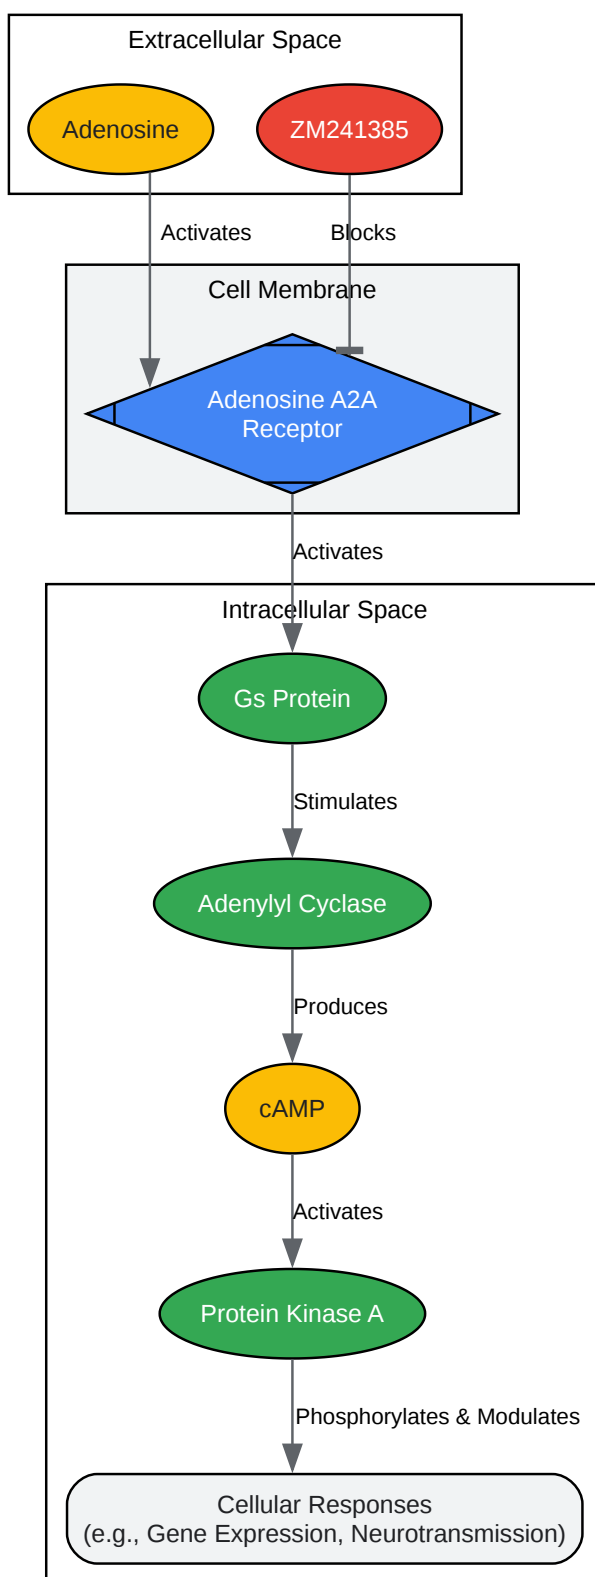 Extracellular Space
Adenosine
ZM241385
Activates
Blocks
Cell Membrane
Adenosine A2A
Receptor
Activates
Intracellular Space
Gs Protein
Stimulates
Adenylyl Cyclase
Produces
cAMP
Activates
Protein Kinase A
Phosphorylates & Modulates
Cellular Responses
(e.g., Gene Expression, Neurotransmission)